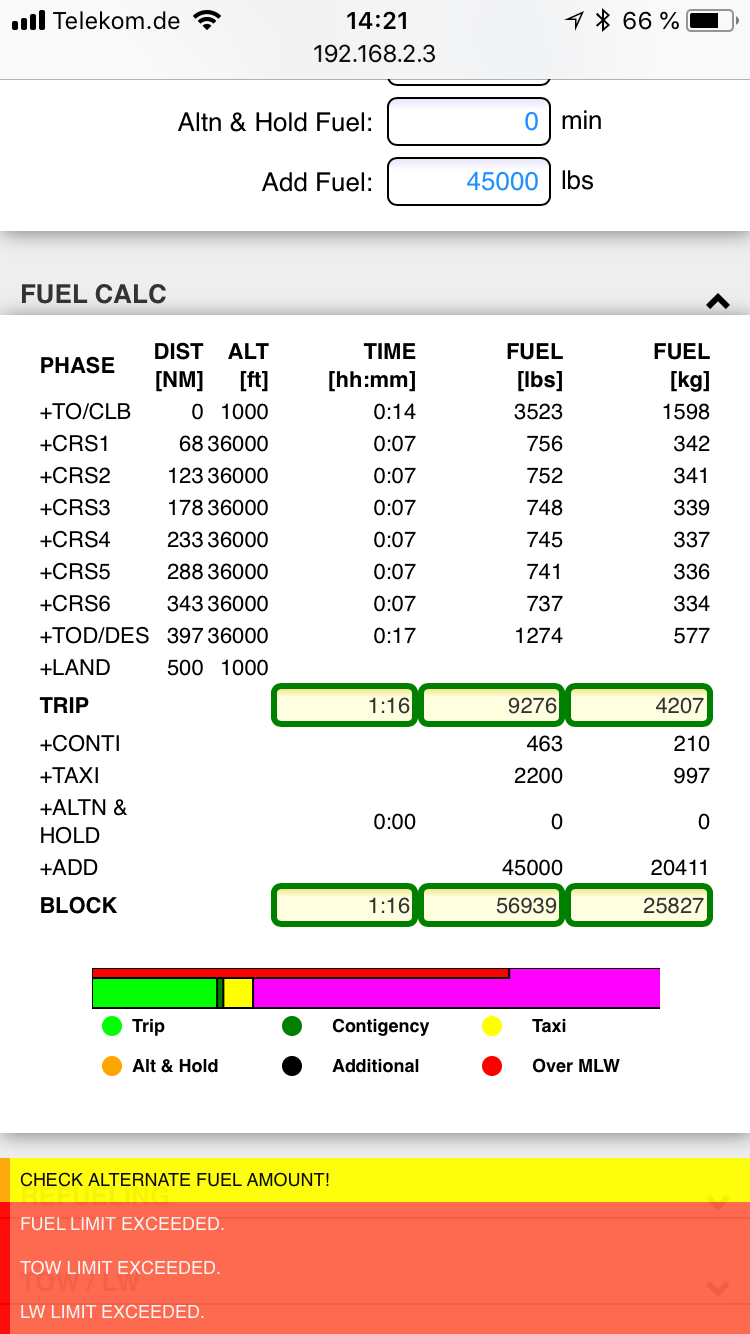 Telekom.de 14:21 66 %
192.168.2.3
Altn & Hold Fuel: 0 min
Add Fuel: 45000 lbs
FUEL CALC
PHASE DIST [NM] ALT [ft] TIME [hh:mm] FUEL [lbs] FUEL [kg]
+TO/CLB 0 1000 0:14 3523 1598
+CRS1 68 36000 0:07 756 342
+CRS2 123 36000 0:07 752 341
+CRS3 178 36000 0:07 748 339
+CRS4 233 36000 0:07 745 337
+CRS5 288 36000 0:07 741 336
+CRS6 343 36000 0:07 737 334
+TOD/DES 397 36000 0:17 1274 577
+LAND 500 1000
TRIP 1:16 9276 4207
+CONTI 463 210
+TAXI 2200 997
+ALTN & HOLD 0:00 0 0
+ADD 45000 20411
BLOCK 1:16 56939 25827
Trip Contigency Taxi
Alt & Hold Additional Over MLW
CHECK ALTERNATE FUEL AMOUNT!
REFUELING
FUEL LIMIT EXCEEDED.
TOW LIMIT EXCEEDED.
TOW / LW
LW LIMIT EXCEEDED.